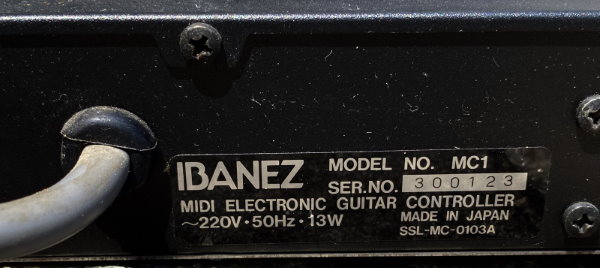 IBANEZ MODEL NO. MC1
SER.NO. 300123
MIDI ELECTRONIC GUITAR CONTROLLER
~220V·50Hz·13W MADE IN JAPAN
SSL-MC-0103A